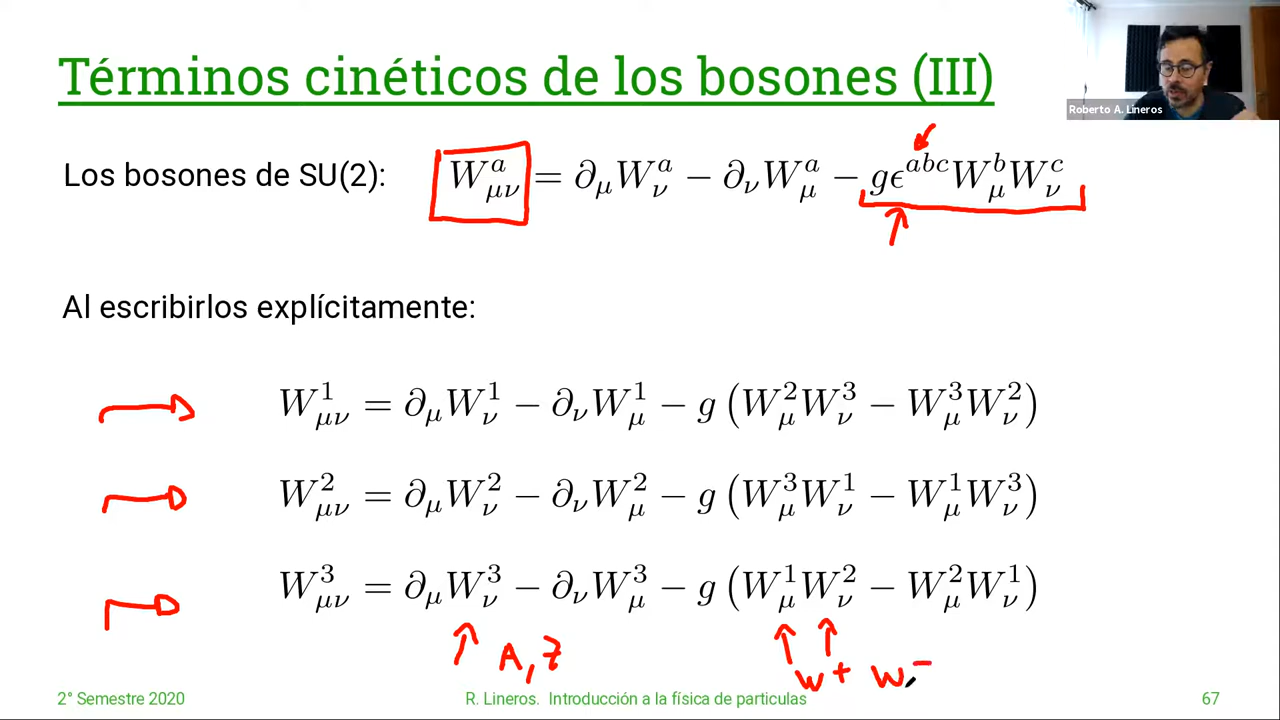 Términos cinéticos de los bosones (III)
Roberto A. Lineros
Los bosones de SU(2): $W^a_{\mu\nu} = \partial_\mu W^a_\nu - \partial_\nu W^a_\mu - g\epsilon^{abc} W^b_\mu W^c_\nu$
Al escribirlos explícitamente:
$W^1_{\mu\nu} = \partial_\mu W^1_\nu - \partial_\nu W^1_\mu - g\left(W^2_\mu W^3_\nu - W^3_\mu W^2_\nu\right)$
$W^2_{\mu\nu} = \partial_\mu W^2_\nu - \partial_\nu W^2_\mu - g\left(W^3_\mu W^1_\nu - W^1_\mu W^3_\nu\right)$
$W^3_{\mu\nu} = \partial_\mu W^3_\nu - \partial_\nu W^3_\mu - g\left(W^1_\mu W^2_\nu - W^2_\mu W^1_\nu\right)$
A, Z
W+ W-
2° Semestre 2020 R. Lineros. Introducción a la física de particulas 67